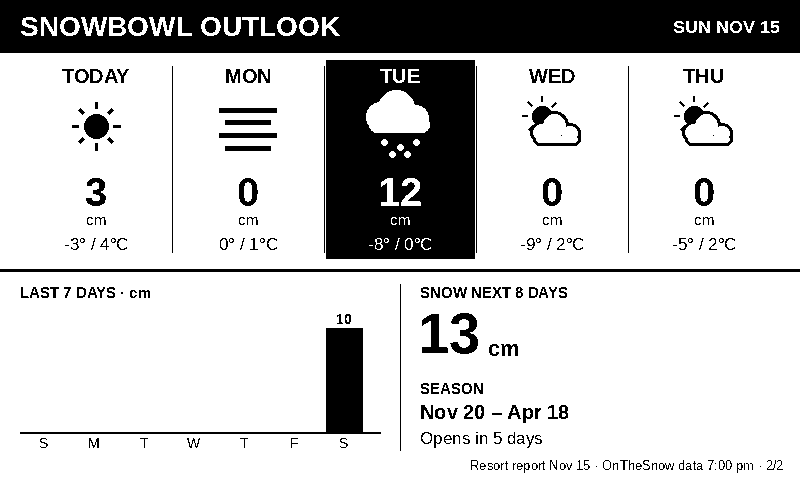 SNOWBOWL OUTLOOK
SUN NOV 15
TODAY
3
cm
-3° / 4°C
MON
0
cm
0° / 1°C
TUE
12
cm
-8° / 0°C
WED
0
cm
-9° / 2°C
THU
0
cm
-5° / 2°C
LAST 7 DAYS · cm
10
S M T W T F S
SNOW NEXT 8 DAYS
13 cm
SEASON
Nov 20 – Apr 18
Opens in 5 days
Resort report Nov 15 · OnTheSnow data 7:00 pm · 2/2